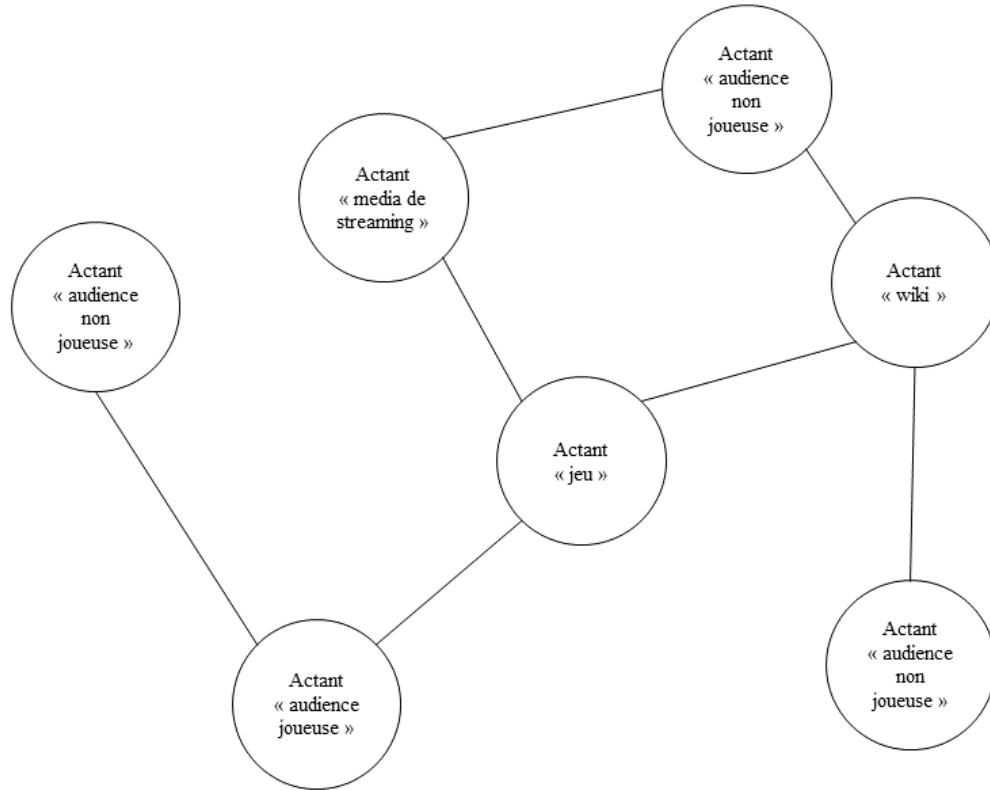 Actant
« audience
non
joueuse »
Actant
« media de
streaming »
Actant
« wiki »
Actant
« audience
non
joueuse »
Actant
« jeu »
Actant
« audience
non
joueuse »
Actant
« audience
joueuse »